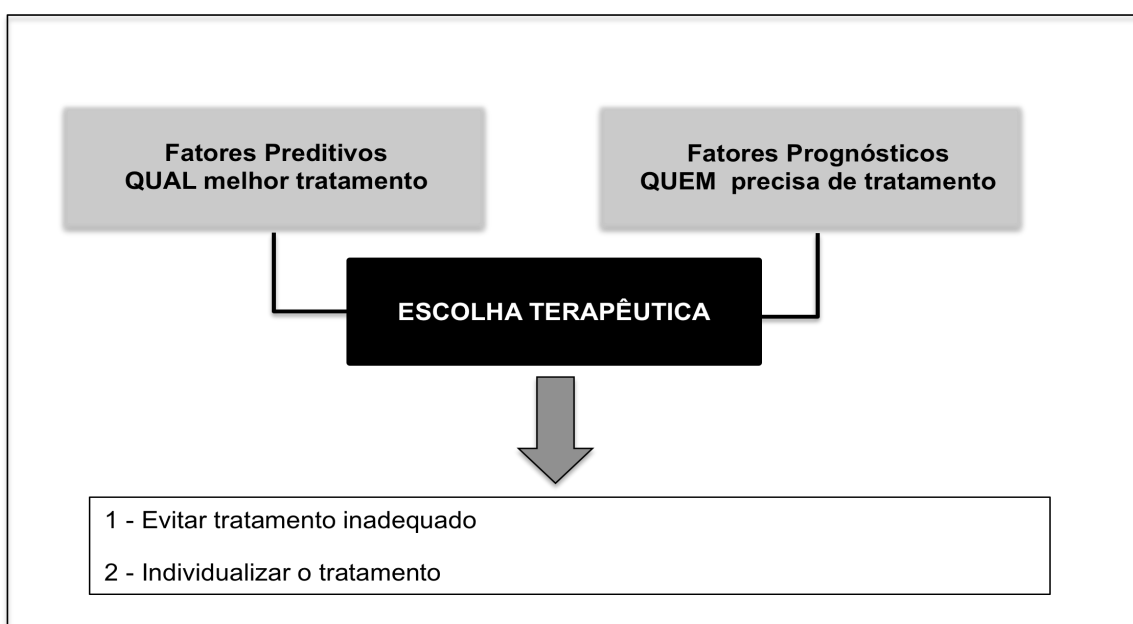 Fatores Preditivos
QUAL melhor tratamento
Fatores Prognósticos
QUEM  precisa de tratamento
ESCOLHA TERAPÊUTICA
1 - Evitar tratamento inadequado
2 - Individualizar o tratamento